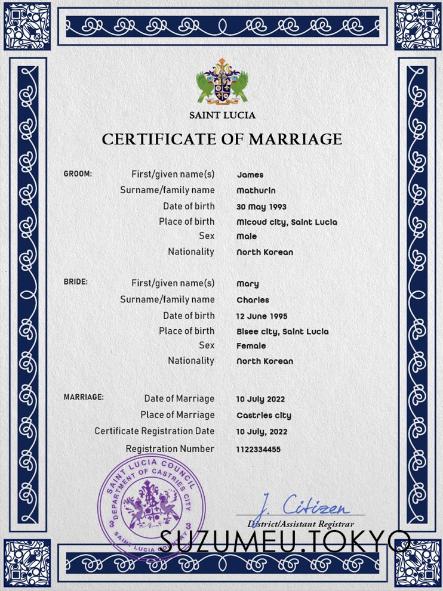 SAINT LUCIA
CERTIFICATE OF MARRIAGE
GROOM: First/given name(s) James
Surname/family name Mathurin
Date of birth 30 May 1993
Place of birth Micoud city, Saint Lucia
Sex Male
Nationality North Korean
BRIDE: First/given name(s) Mary
Surname/family name Charles
Date of birth 12 June 1995
Place of birth Bisee city, Saint Lucia
Sex Female
Nationality North Korean
MARRIAGE: Date of Marriage 10 July 2022
Place of Marriage Castries city
Certificate Registration Date 10 July, 2022
Registration Number 1122334455
SAINT LUCIA COUNCIL
DEPARTMENT OF CASTRIES CITY
3 3
SAINT LUCIA
J. Citizen
District/Assistant Registrar
SUZUMEU.TOKYO